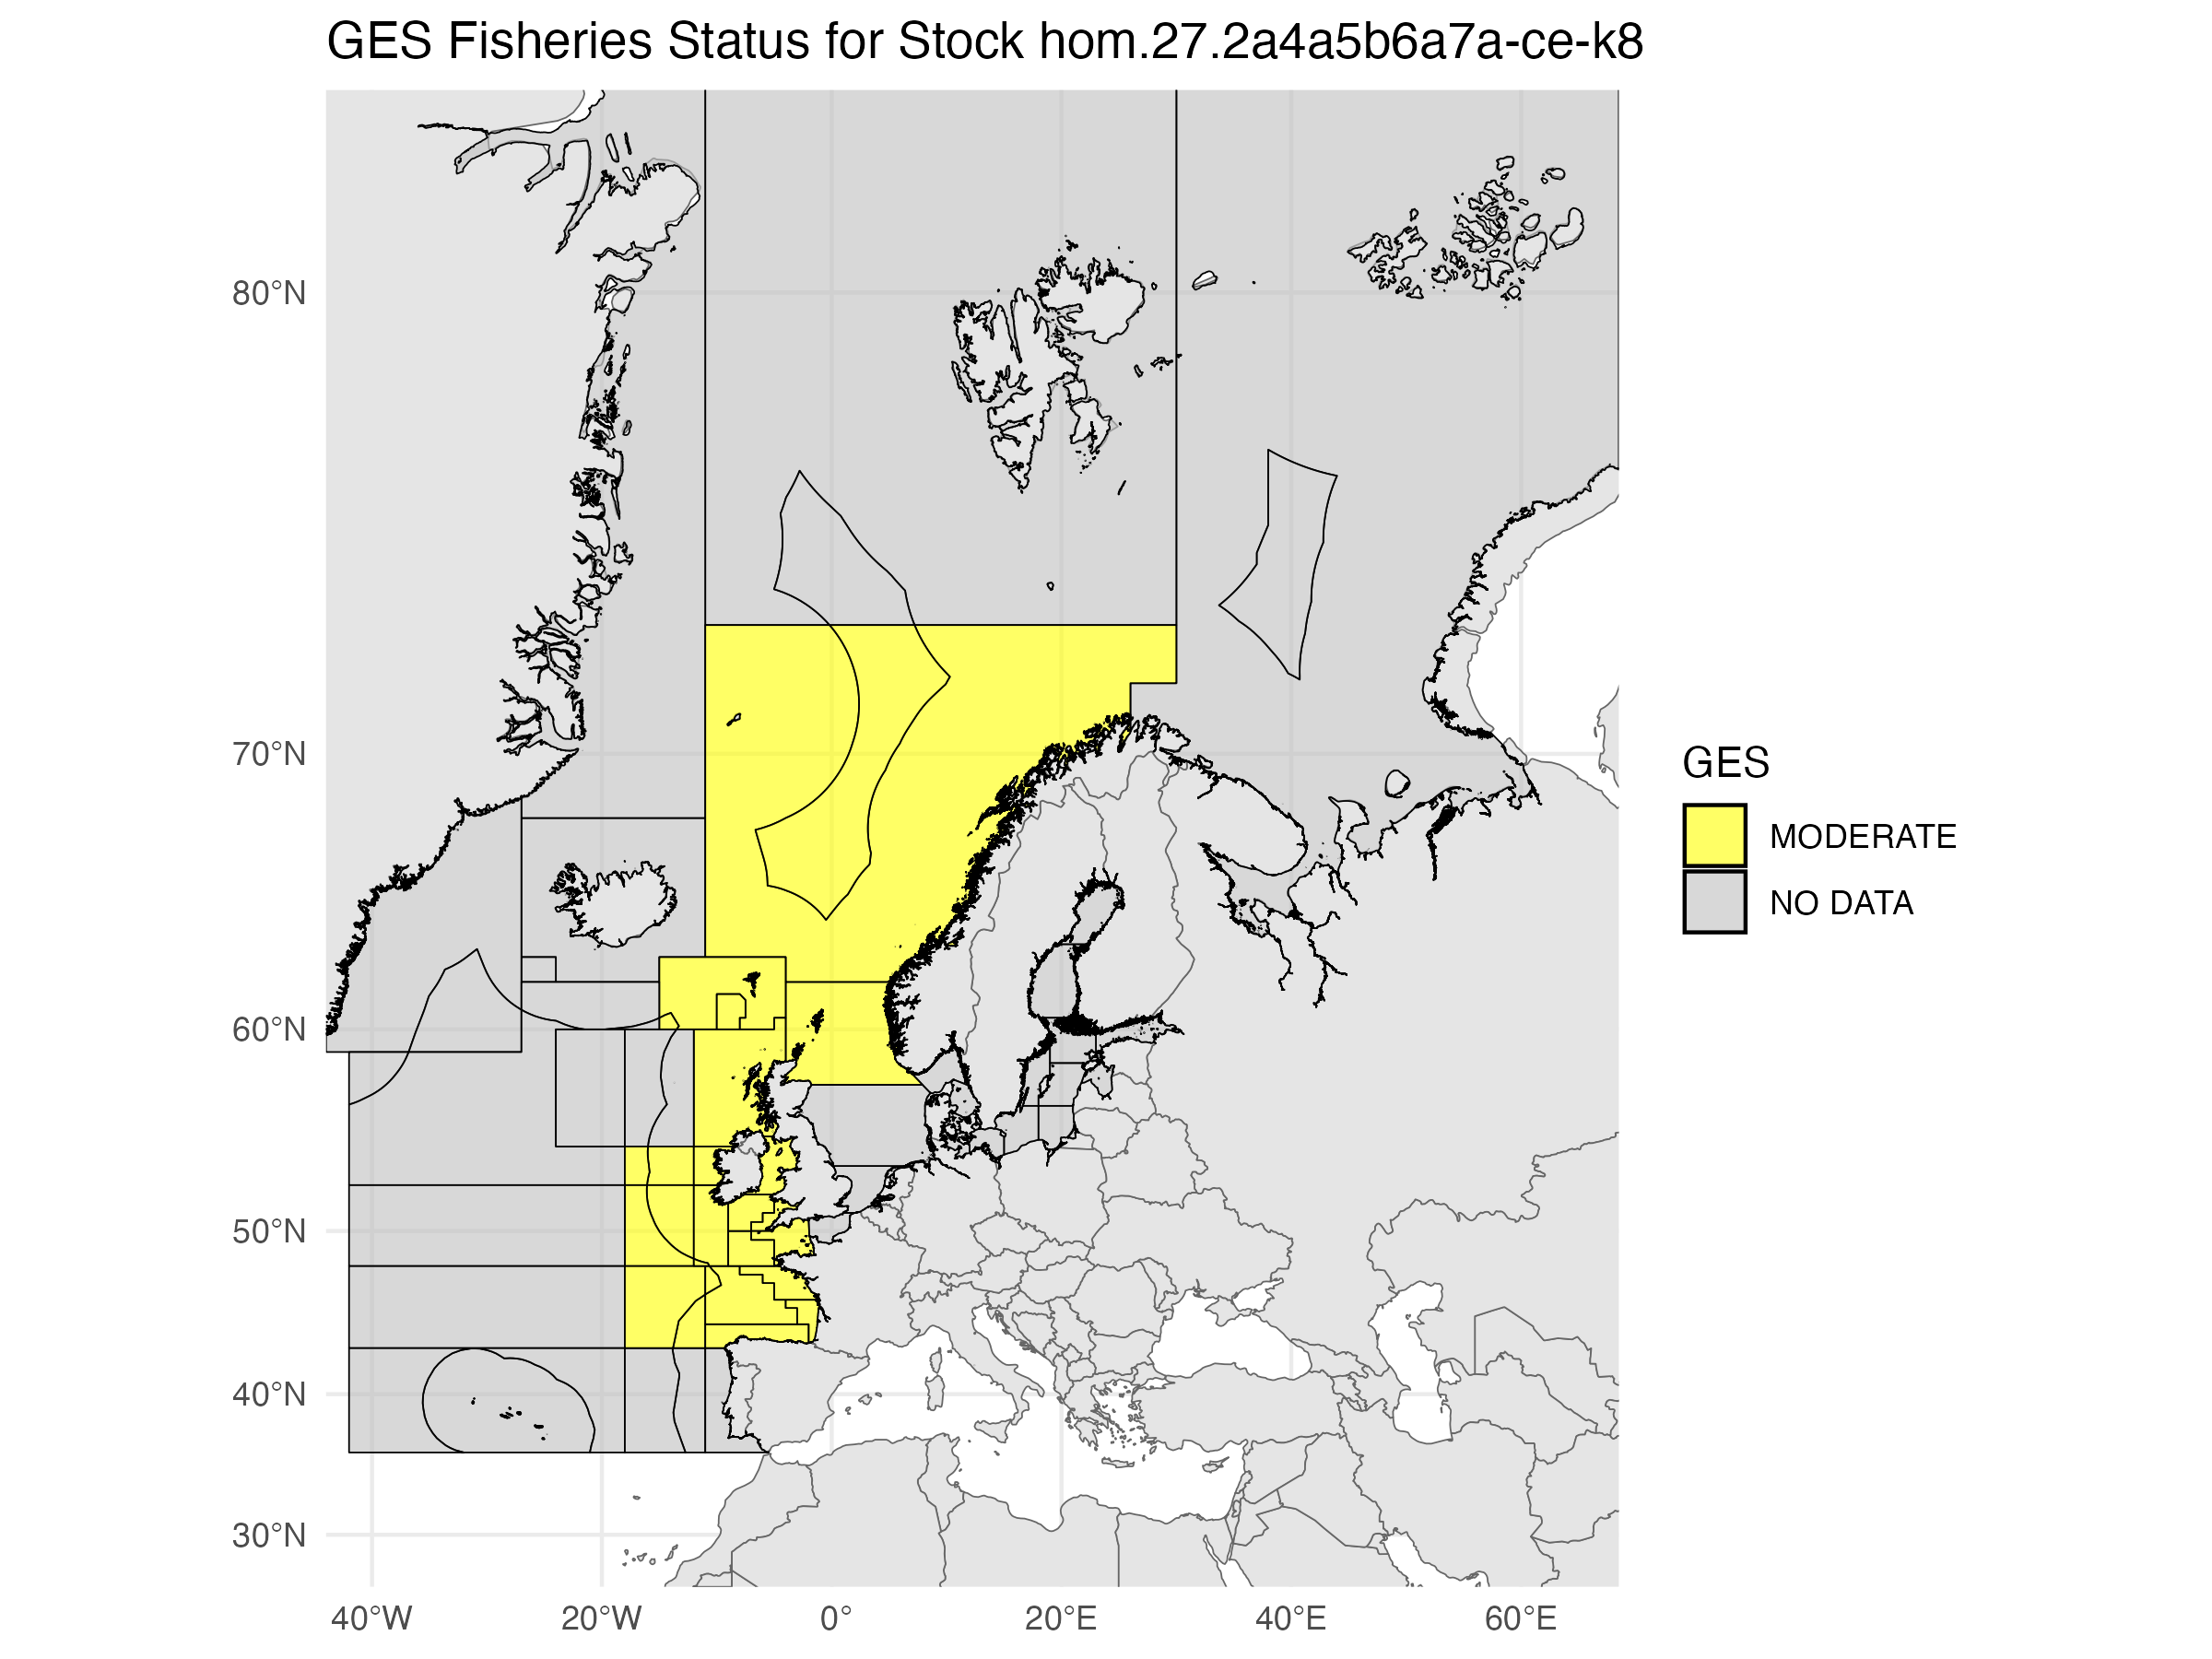 GES Fisheries Status for Stock hom.27.2a4a5b6a7a-ce-k8
80°N
70°N
60°N
50°N
40°N
30°N
40°W
20°W
0°
20°E
40°E
60°E
GES
MODERATE
NO DATA